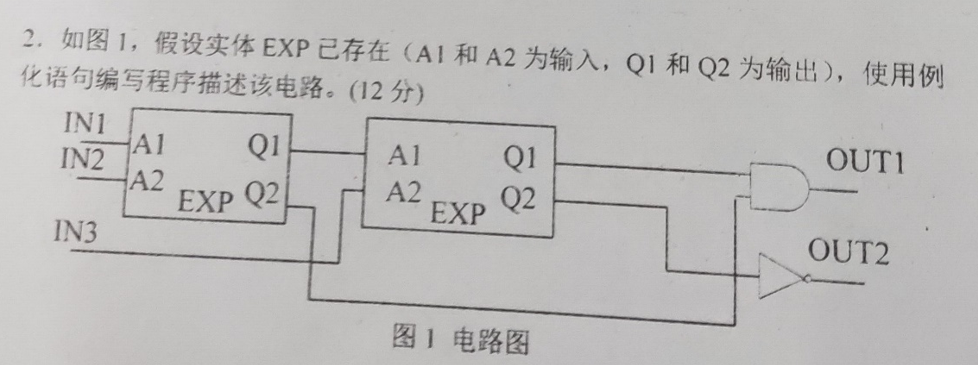 2. 如图1, 假设实体 EXP 已存在(A1 和 A2 为输入, Q1 和 Q2 为输出), 使用例
化语句编写程序描述该电路。(12 分)
IN1
IN2
A1
A2
Q1
Q2
EXP
A1
A2
Q1
Q2
EXP
OUT1
IN3
OUT2
图 1 电路图